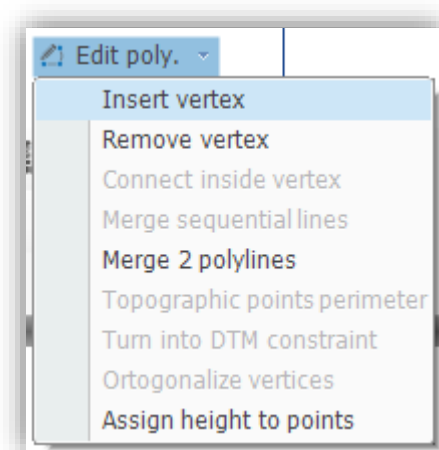 Edit poly.
Insert vertex
Remove vertex
Connect inside vertex
Merge sequential lines
Merge 2 polylines
Topographic points perimeter
Turn into DTM constraint
Ortogonalize vertices
Assign height to points